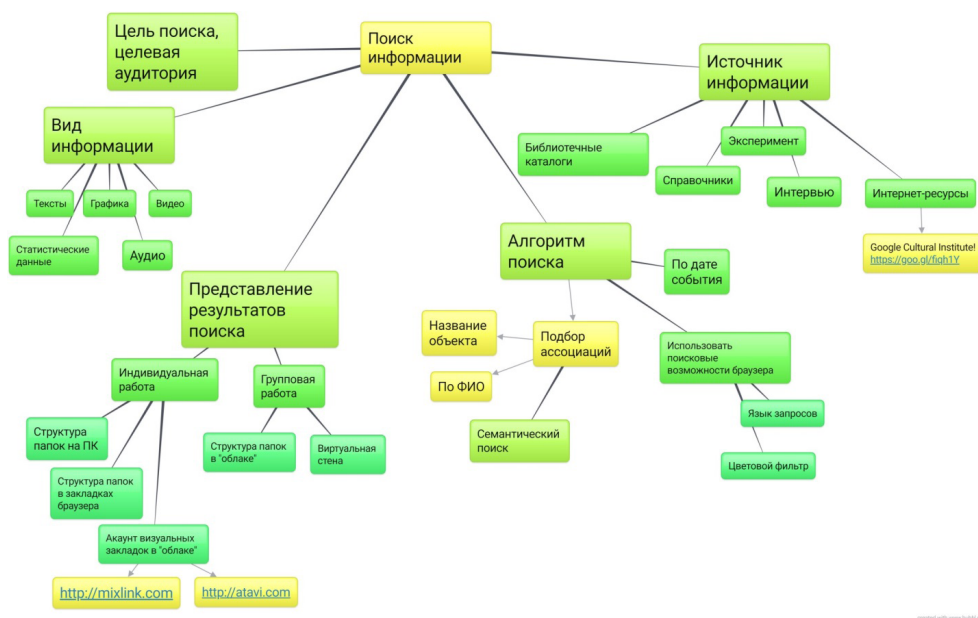 Цель поиска,
целевая
аудитория
Поиск
информации
Источник
информации
Вид
информации
Тексты
Графика
Видео
Статистические
данные
Аудио
Библиотечные
каталоги
Эксперимент
Справочники
Интервью
Интернет-ресурсы
Google Cultural Institute!
https://goo.gl/fiqh1Y
Алгоритм
поиска
По дате
события
Название
объекта
Подбор
ассоциаций
По ФИО
Семантический
поиск
Использовать
поисковые
возможности браузера
Язык запросов
Цветовой фильтр
Представление
результатов
поиска
Индивидуальная
работа
Групповая
работа
Структура
папок на ПК
Структура папок
в закладках
браузера
Структура папок
в "облаке"
Виртуальная
стена
Акаунт визуальных
закладок в "облаке"
http://mixlink.com
http://atavi.com